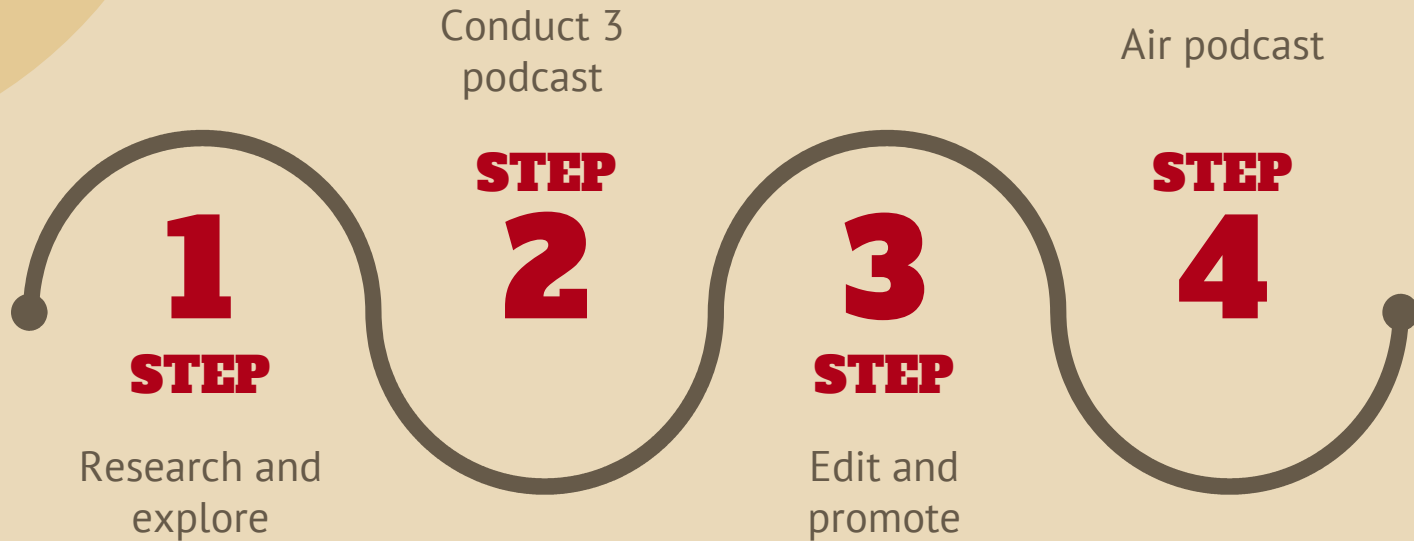 1
STEP
Research and
explore
Conduct 3
podcast
STEP
2
3
STEP
Edit and
promote
Air podcast
STEP
4